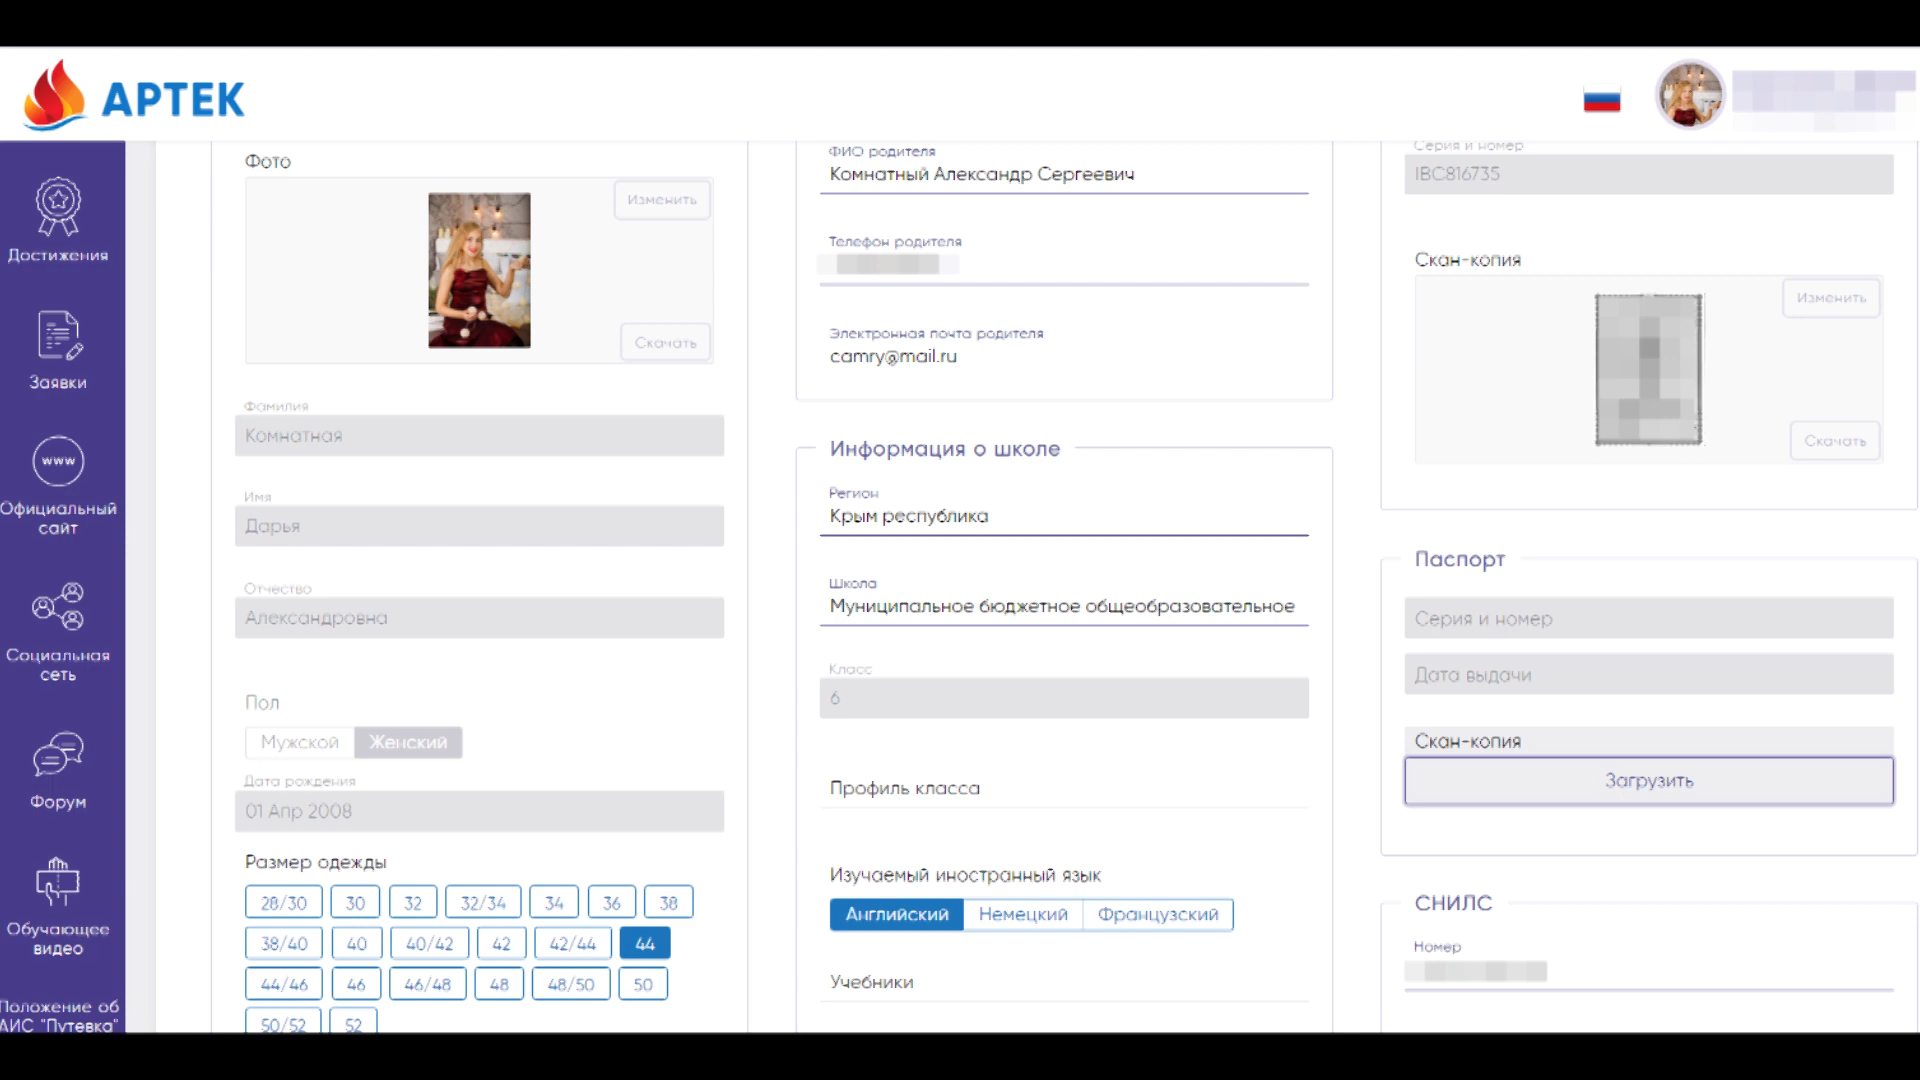 АРТЕК
Достижения
Заявки
www
Официальный
сайт
Социальная
сеть
Форум
Обучающее
видео
Положение об
АИС "Путевка"
Фото
Изменить
Скачать
Фамилия
Комнатная
Имя
Дарья
Отчество
Александровна
Пол
Мужской Женский
Дата рождения
01 Апр 2008
Размер одежды
28/30 30 32 32/34 34 36 38
38/40 40 40/42 42 42/44 44
44/46 46 46/48 48 48/50 50
50/52 52
ФИО родителя
Комнатный Александр Сергеевич
Телефон родителя
Электронная почта родителя
camry@mail.ru
Информация о школе
Регион
Крым республика
Школа
Муниципальное бюджетное общеобразовательное
Класс
6
Профиль класса
Изучаемый иностранный язык
Английский Немецкий Французский
Учебники
Серия и номер
IВС816735
Скан-копия
Изменить
Скачать
Паспорт
Серия и номер
Дата выдачи
Скан-копия
Загрузить
СНИЛС
Номер